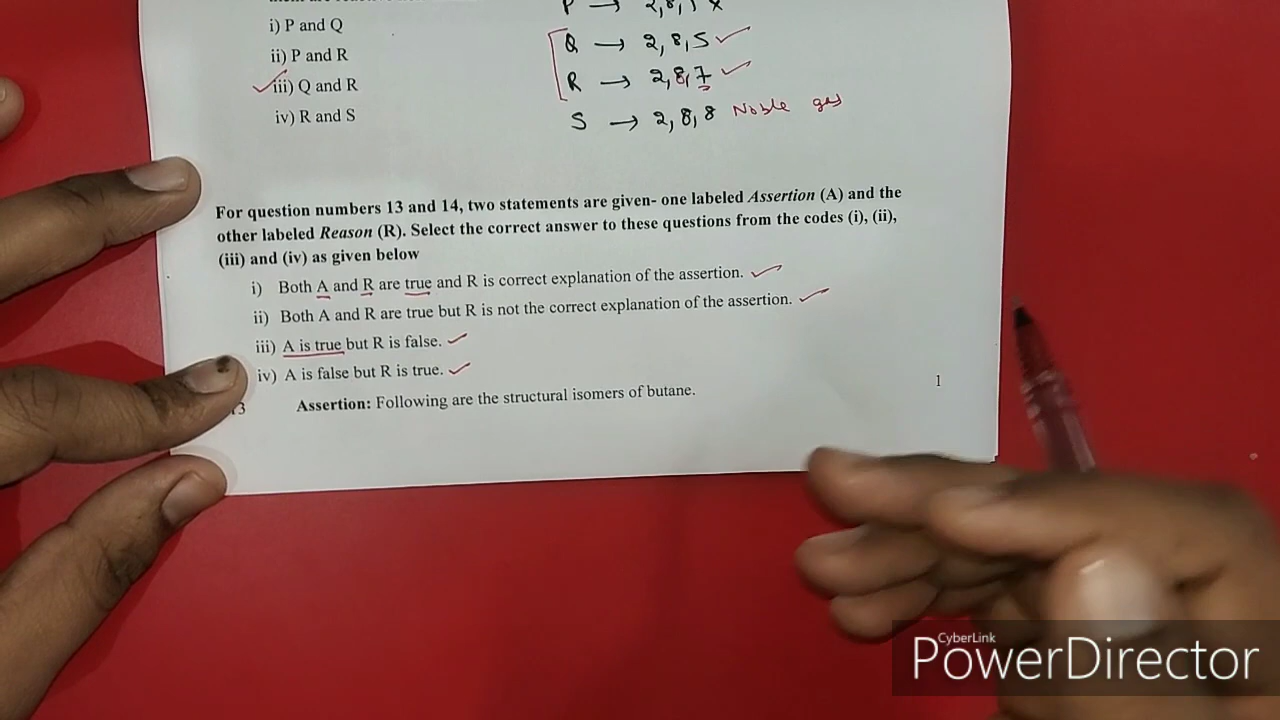 i) P and Q
ii) P and R
iii) Q and R
iv) R and S
P → 2,8,
Q → 2,8,5
R → 2,8,7
S → 2,8,8 Noble gas
For question numbers 13 and 14, two statements are given- one labeled Assertion (A) and the
other labeled Reason (R). Select the correct answer to these questions from the codes (i), (ii),
(iii) and (iv) as given below
i) Both A and R are true and R is correct explanation of the assertion.
ii) Both A and R are true but R is not the correct explanation of the assertion.
iii) A is true but R is false.
iv) A is false but R is true.
13 Assertion: Following are the structural isomers of butane. 1
CyberLink
PowerDirector